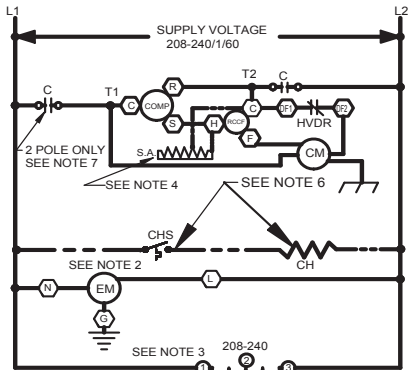 L1
L2
SUPPLY VOLTAGE
208-240/1/60
C
T1
T2
C
R
C
COMP
C
DF1
DF2
RCCF
HVDR
S
H
F
S.A.
CM
2 POLE ONLY
SEE NOTE 7
SEE NOTE 4
SEE NOTE 6
CHS
CH
SEE NOTE 2
N
EM
L
G
SEE NOTE 3
208-240
1
2
3